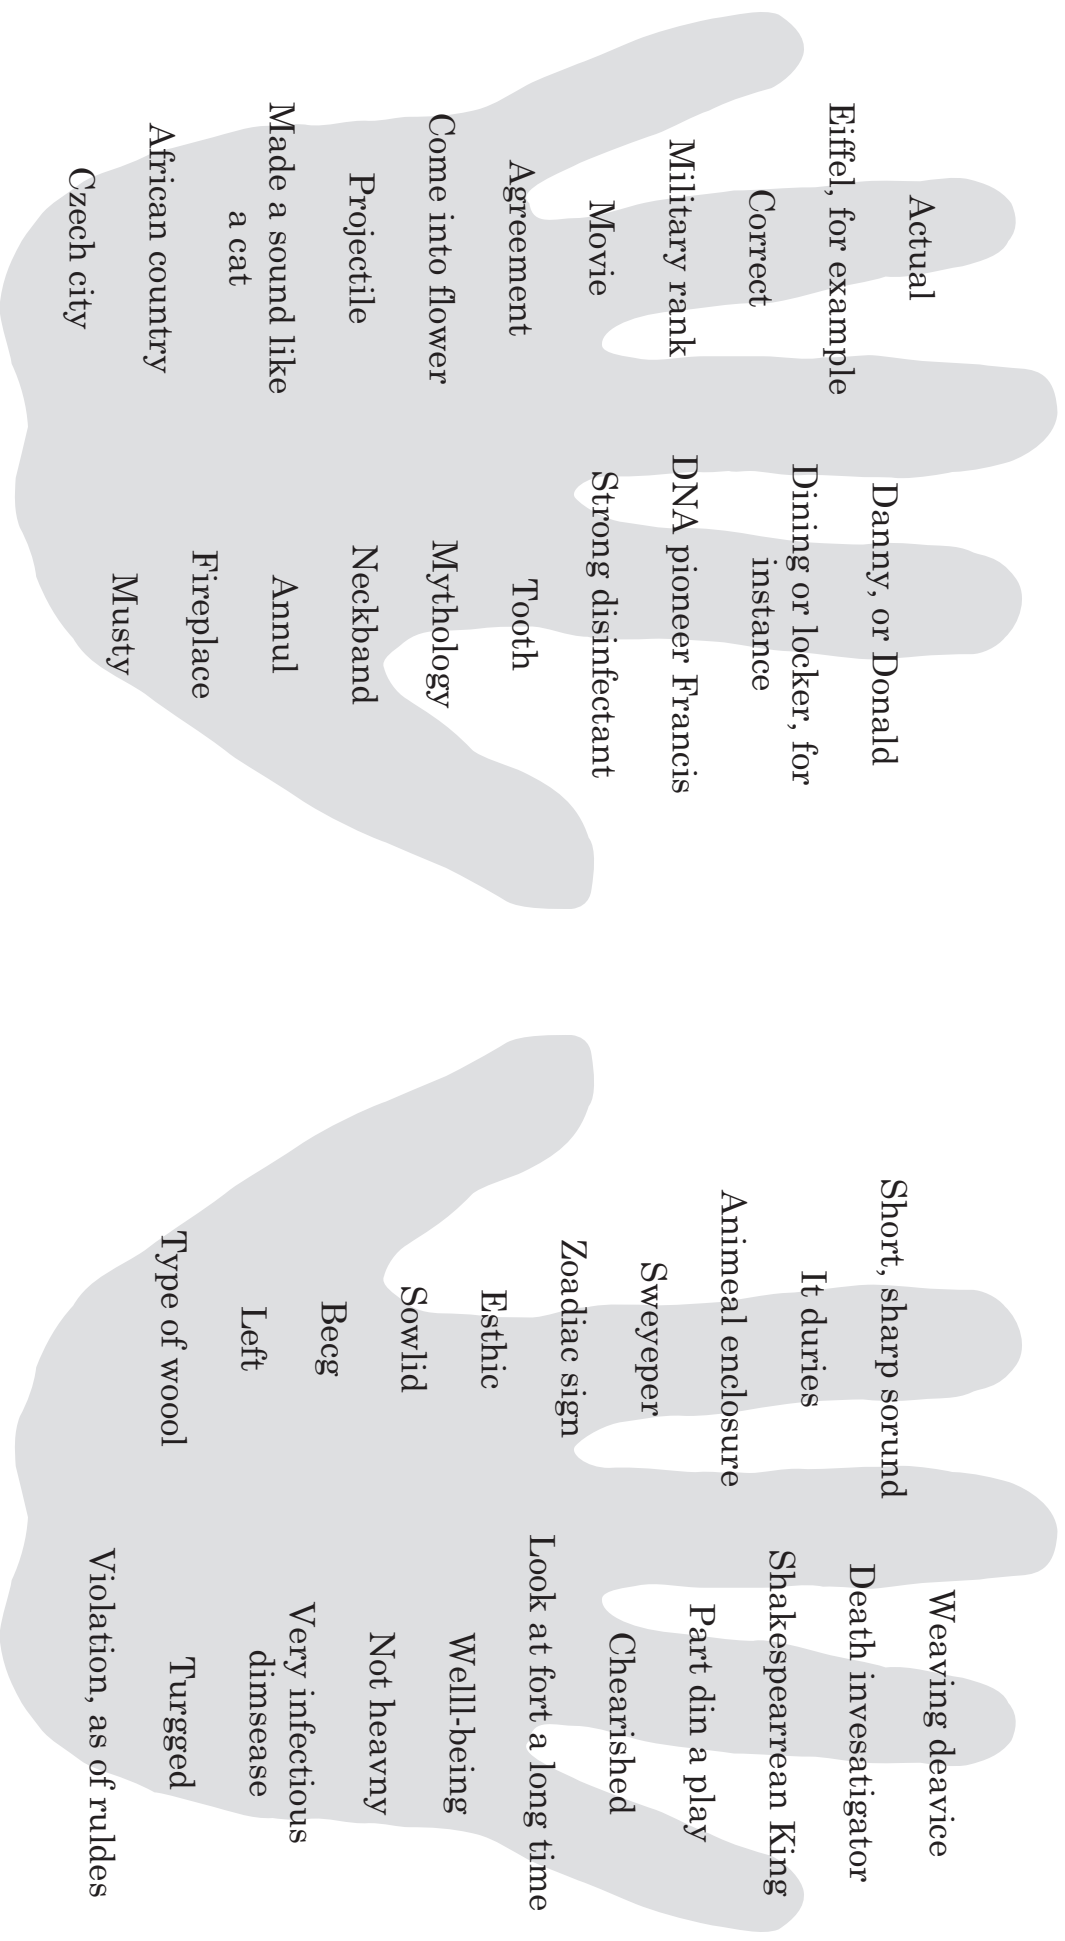 Actual
Eiffel, for example
Correct
Military rank
Movie
Agreement
Come into flower
Projectile
Made a sound like
a cat
African country
Czech city
Danny, or Donald
Dining or locker, for
instance
DNA pioneer Francis
Strong disinfectant
Tooth
Mythology
Neckband
Annul
Fireplace
Musty
Short, sharp sorund
It duries
Animeal enclosure
Sweyeper
Zoadiac sign
Esthic
Sowlid
Becg
Left
Type of woool
Weaving deavice
Death invesatigator
Shakespearrean King
Part din a play
Chearished
Look at fort a long time
Welll-being
Not heavny
Very infectious
dimsease
Turgged
Violation, as of ruldes